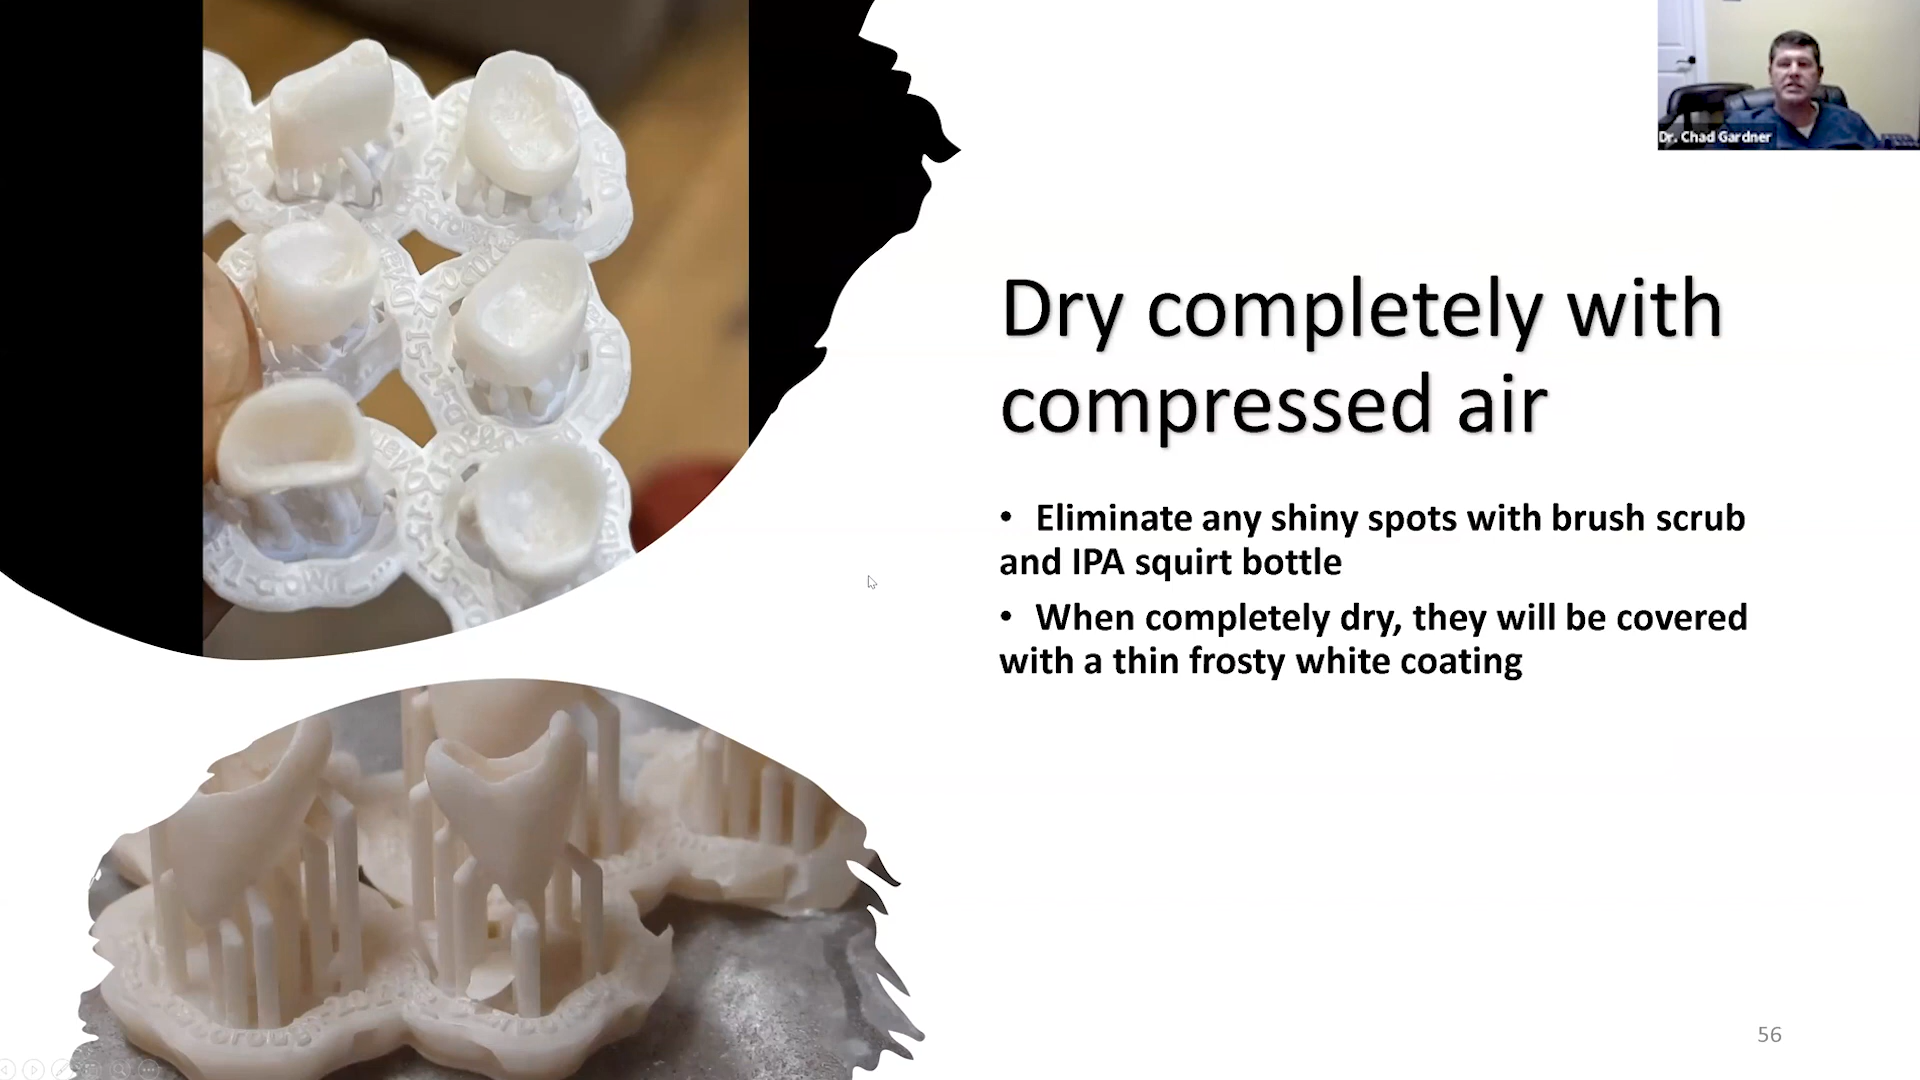 Dr. Chad Gardner
Dry completely with
compressed air
• Eliminate any shiny spots with brush scrub
and IPA squirt bottle
• When completely dry, they will be covered
with a thin frosty white coating
56